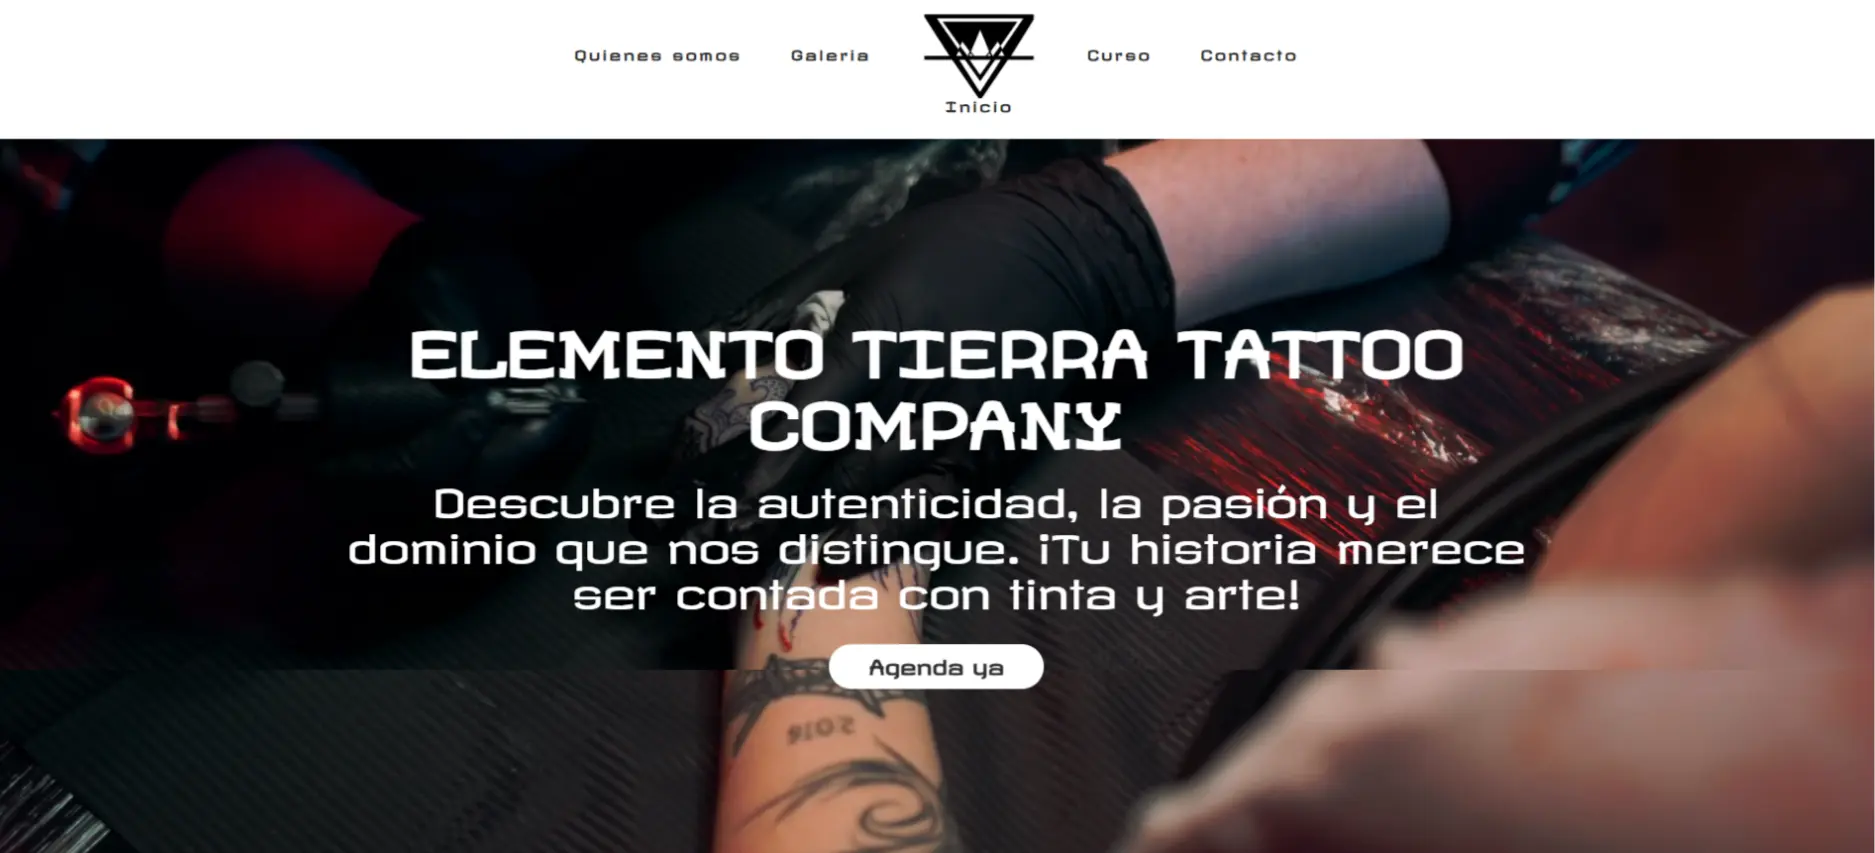 Quienes somos
Galeria
Inicio
Curso
Contacto
ELEMENTO TIERRA TATTOO
COMPANY
Descubre la autenticidad, la pasión y el
dominio que nos distingue. ¡Tu historia merece
ser contada con tinta y arte!
Agenda ya
2018